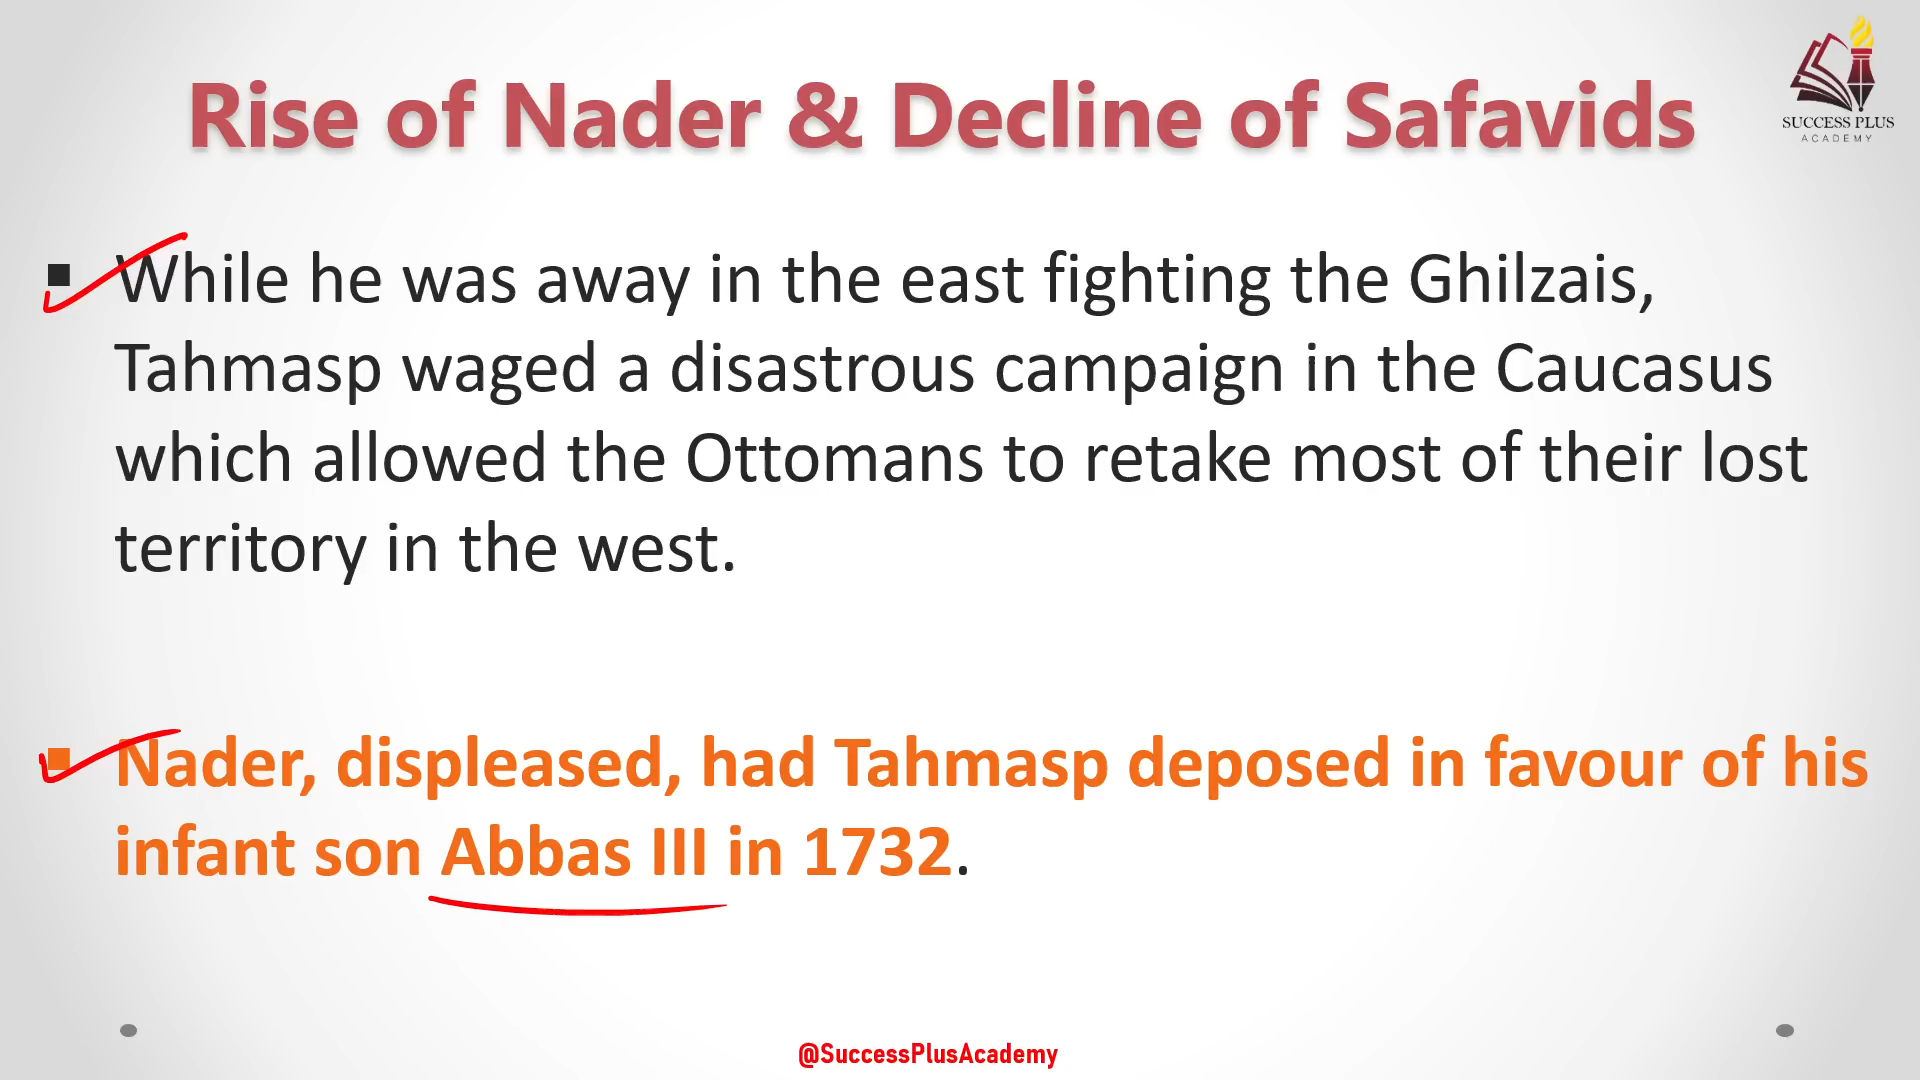 Rise of Nader & Decline of Safavids
SUCCESS PLUS
ACADEMY
While he was away in the east fighting the Ghilzais,
Tahmasp waged a disastrous campaign in the Caucasus
which allowed the Ottomans to retake most of their lost
territory in the west.
Nader, displeased, had Tahmasp deposed in favour of his
infant son Abbas III in 1732.
@SuccessPlusAcademy